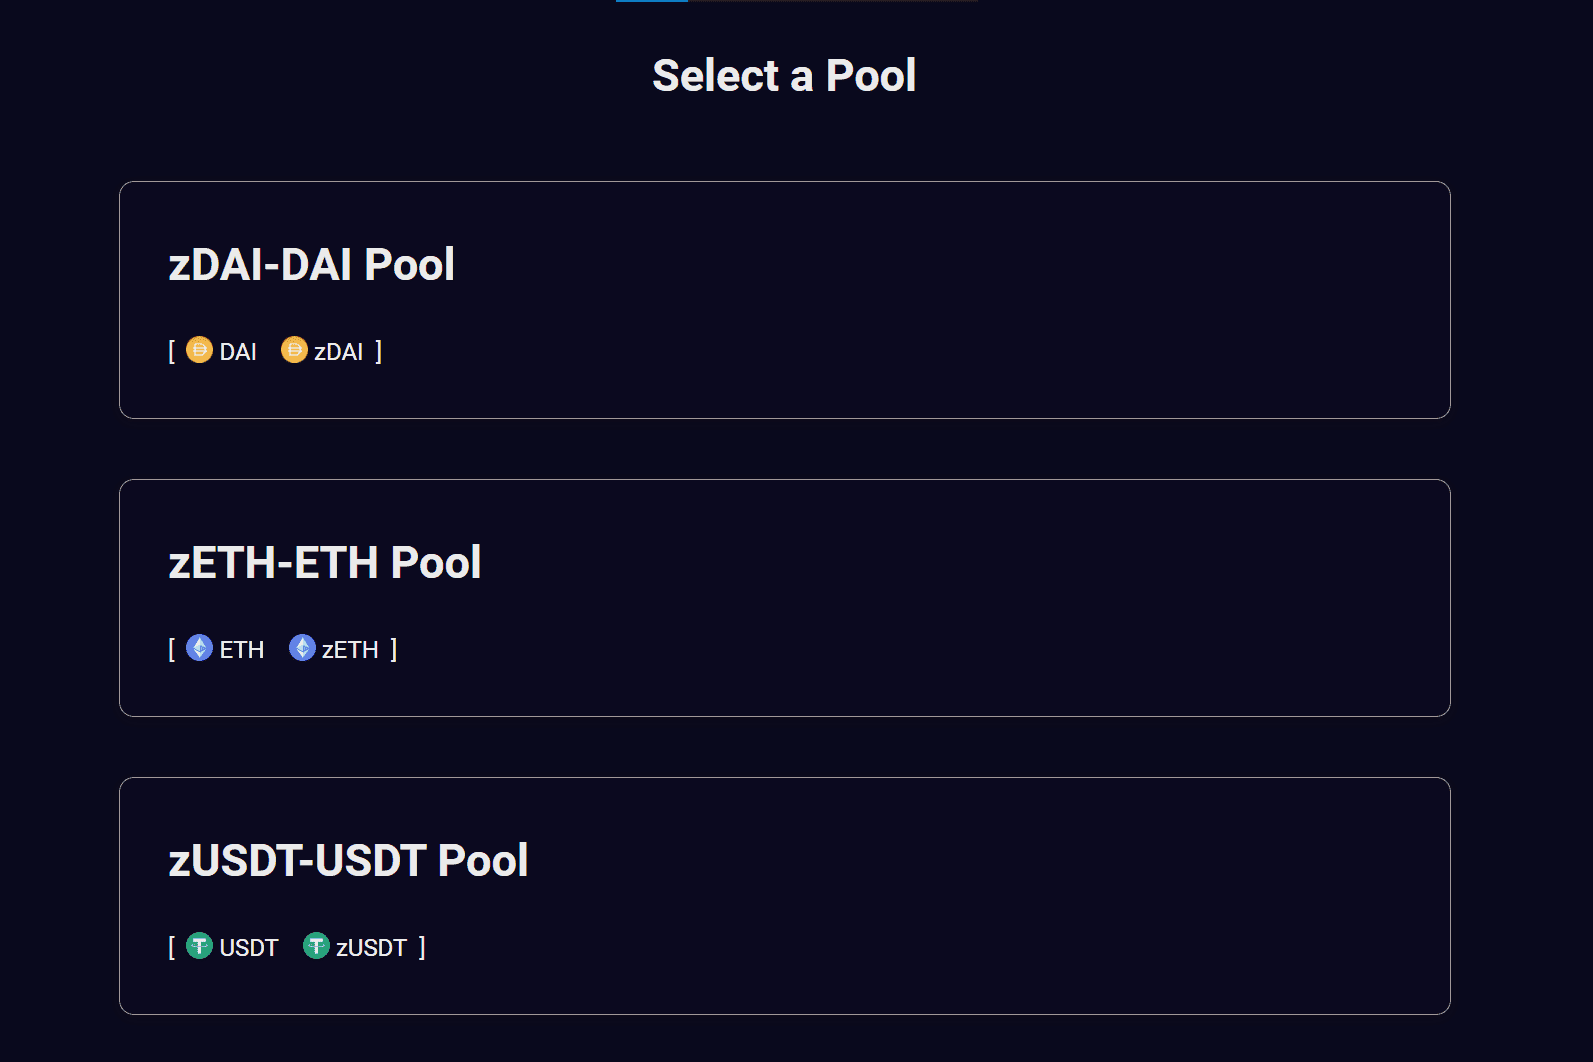 Select a Pool
zDAI-DAI Pool
[ DAI zDAI ]
zETH-ETH Pool
[ ETH zETH ]
zUSDT-USDT Pool
[ USDT zUSDT ]